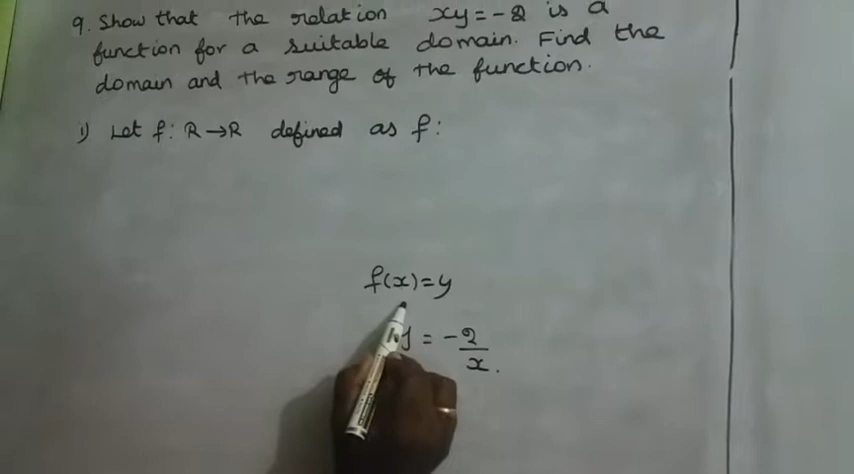 9. Show that the relation xy = -2 is a
function for a suitable domain. Find the
domain and the range of the function.
i) Let f: R→R defined as f:
f(x) = y
y = -2/x.